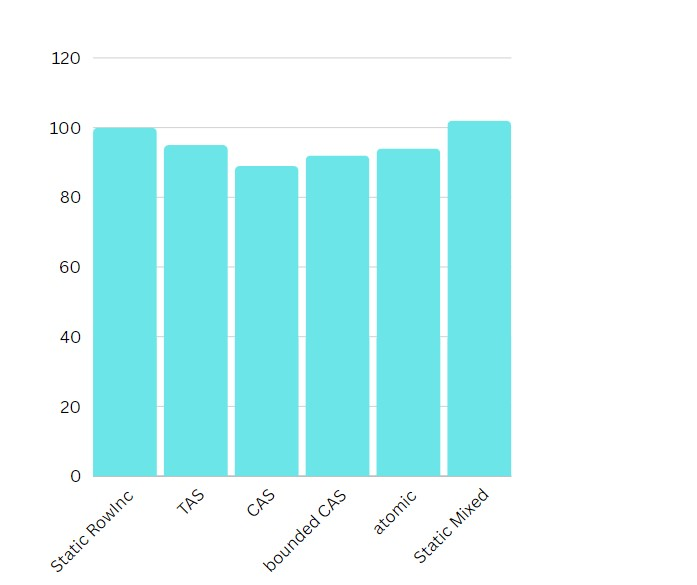 120
100
80
60
40
20
0
Static RowInc
TAS
CAS
bounded CAS
atomic
Static Mixed